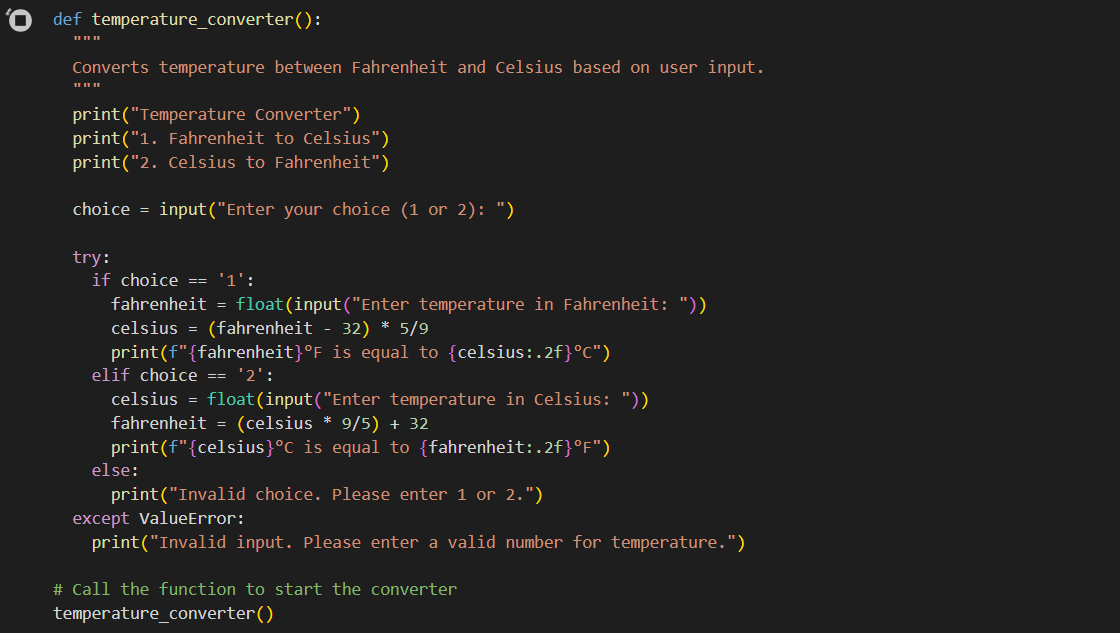 def temperature_converter():
  """
  Converts temperature between Fahrenheit and Celsius based on user input.
  """
  print("Temperature Converter")
  print("1. Fahrenheit to Celsius")
  print("2. Celsius to Fahrenheit")

  choice = input("Enter your choice (1 or 2): ")

  try:
    if choice == '1':
      fahrenheit = float(input("Enter temperature in Fahrenheit: "))
      celsius = (fahrenheit - 32) * 5/9
      print(f"{fahrenheit}°F is equal to {celsius:.2f}°C")
    elif choice == '2':
      celsius = float(input("Enter temperature in Celsius: "))
      fahrenheit = (celsius * 9/5) + 32
      print(f"{celsius}°C is equal to {fahrenheit:.2f}°F")
    else:
      print("Invalid choice. Please enter 1 or 2.")
  except ValueError:
    print("Invalid input. Please enter a valid number for temperature.")

# Call the function to start the converter
temperature_converter()